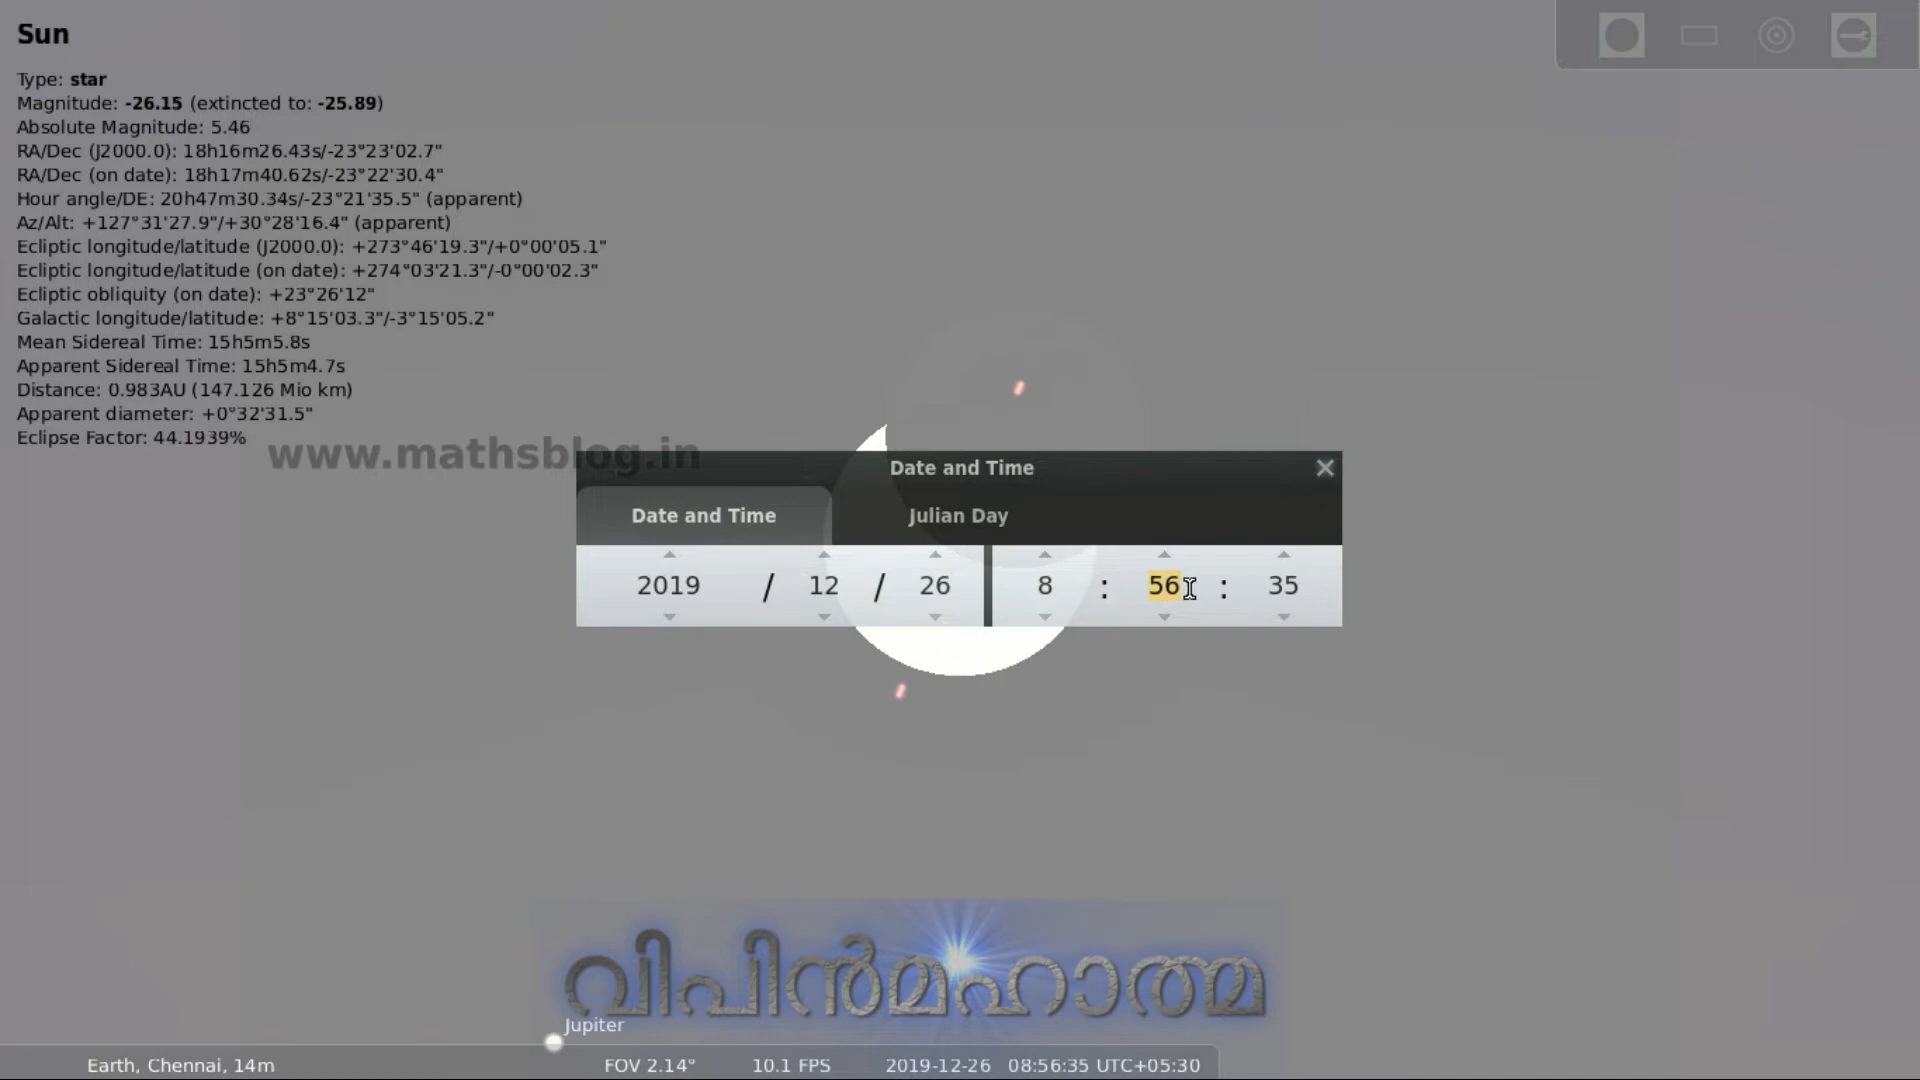 Sun
Type: star
Magnitude: -26.15 (extincted to: -25.89)
Absolute Magnitude: 5.46
RA/Dec (J2000.0): 18h16m26.43s/-23°23'02.7"
RA/Dec (on date): 18h17m40.62s/-23°22'30.4"
Hour angle/DE: 20h47m30.34s/-23°21'35.5" (apparent)
Az/Alt: +127°31'27.9"/+30°28'16.4" (apparent)
Ecliptic longitude/latitude (J2000.0): +273°46'19.3"/+0°00'05.1"
Ecliptic longitude/latitude (on date): +274°03'21.3"/-0°00'02.3"
Ecliptic obliquity (on date): +23°26'12"
Galactic longitude/latitude: +8°15'03.3"/-3°15'05.2"
Mean Sidereal Time: 15h5m5.8s
Apparent Sidereal Time: 15h5m4.7s
Distance: 0.983AU (147.126 Mio km)
Apparent diameter: +0°32'31.5"
Eclipse Factor: 44.1939%
www.mathsblog.in
Date and Time
Date and Time Julian Day
2019 / 12 / 26 8 : 56 : 35
വിപിൻമഹാത്മ
Jupiter
Earth, Chennai, 14m FOV 2.14° 10.1 FPS 2019-12-26 08:56:35 UTC+05:30